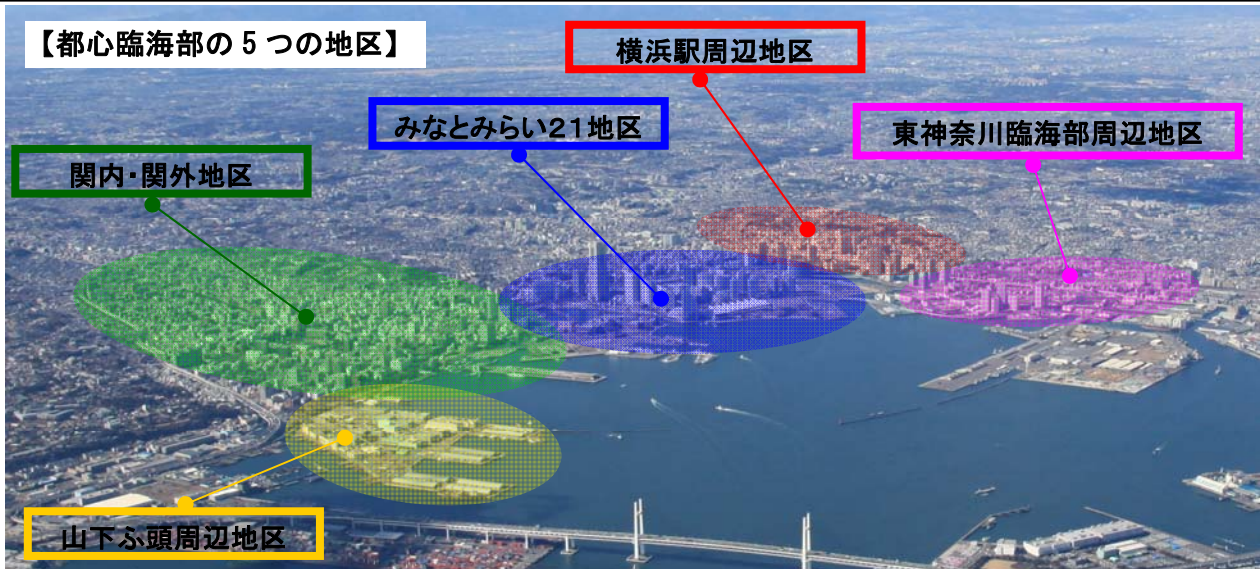 【都心臨海部の5つの地区】
横浜駅周辺地区
みなとみらい21地区
東神奈川臨海部周辺地区
関内・関外地区
山下ふ頭周辺地区